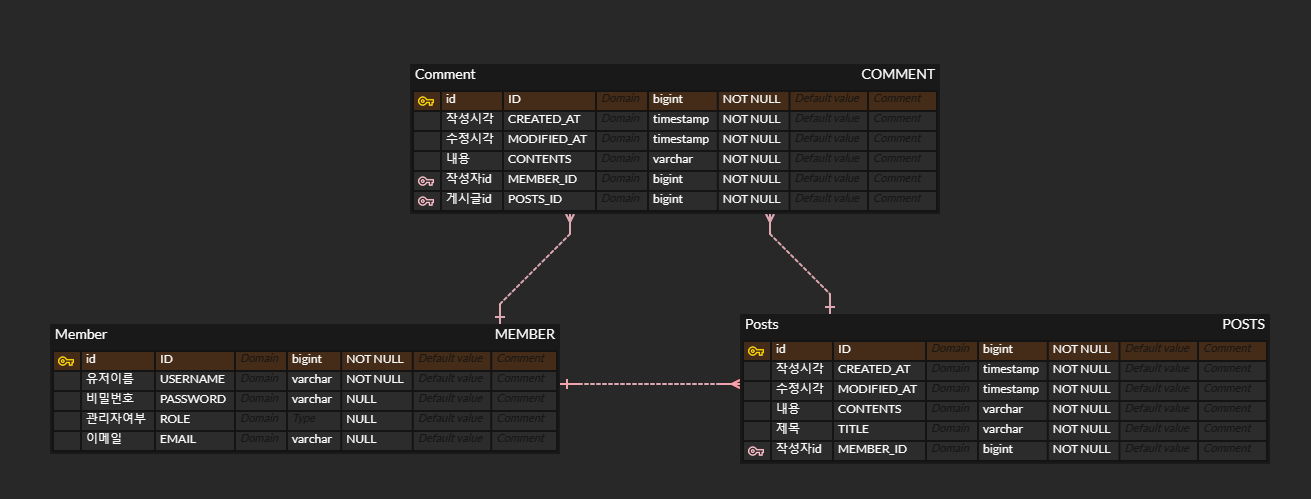 Comment COMMENT
id ID Domain bigint NOT NULL Default value Comment
작성시각 CREATED_AT Domain timestamp NOT NULL Default value Comment
수정시각 MODIFIED_AT Domain timestamp NOT NULL Default value Comment
내용 CONTENTS Domain varchar NOT NULL Default value Comment
작성자id MEMBER_ID Domain bigint NOT NULL Default value Comment
게시글id POSTS_ID Domain bigint NOT NULL Default value Comment
Member MEMBER
id ID Domain bigint NOT NULL Default value Comment
유저이름 USERNAME Domain varchar NOT NULL Default value Comment
비밀번호 PASSWORD Domain varchar NULL Default value Comment
관리자여부 ROLE Domain Type NULL Default value Comment
이메일 EMAIL Domain varchar NULL Default value Comment
Posts POSTS
id ID Domain bigint NOT NULL Default value Comment
작성시각 CREATED_AT Domain timestamp NOT NULL Default value Comment
수정시각 MODIFIED_AT Domain timestamp NOT NULL Default value Comment
내용 CONTENTS Domain varchar NOT NULL Default value Comment
제목 TITLE Domain varchar NOT NULL Default value Comment
작성자id MEMBER_ID Domain bigint NOT NULL Default value Comment